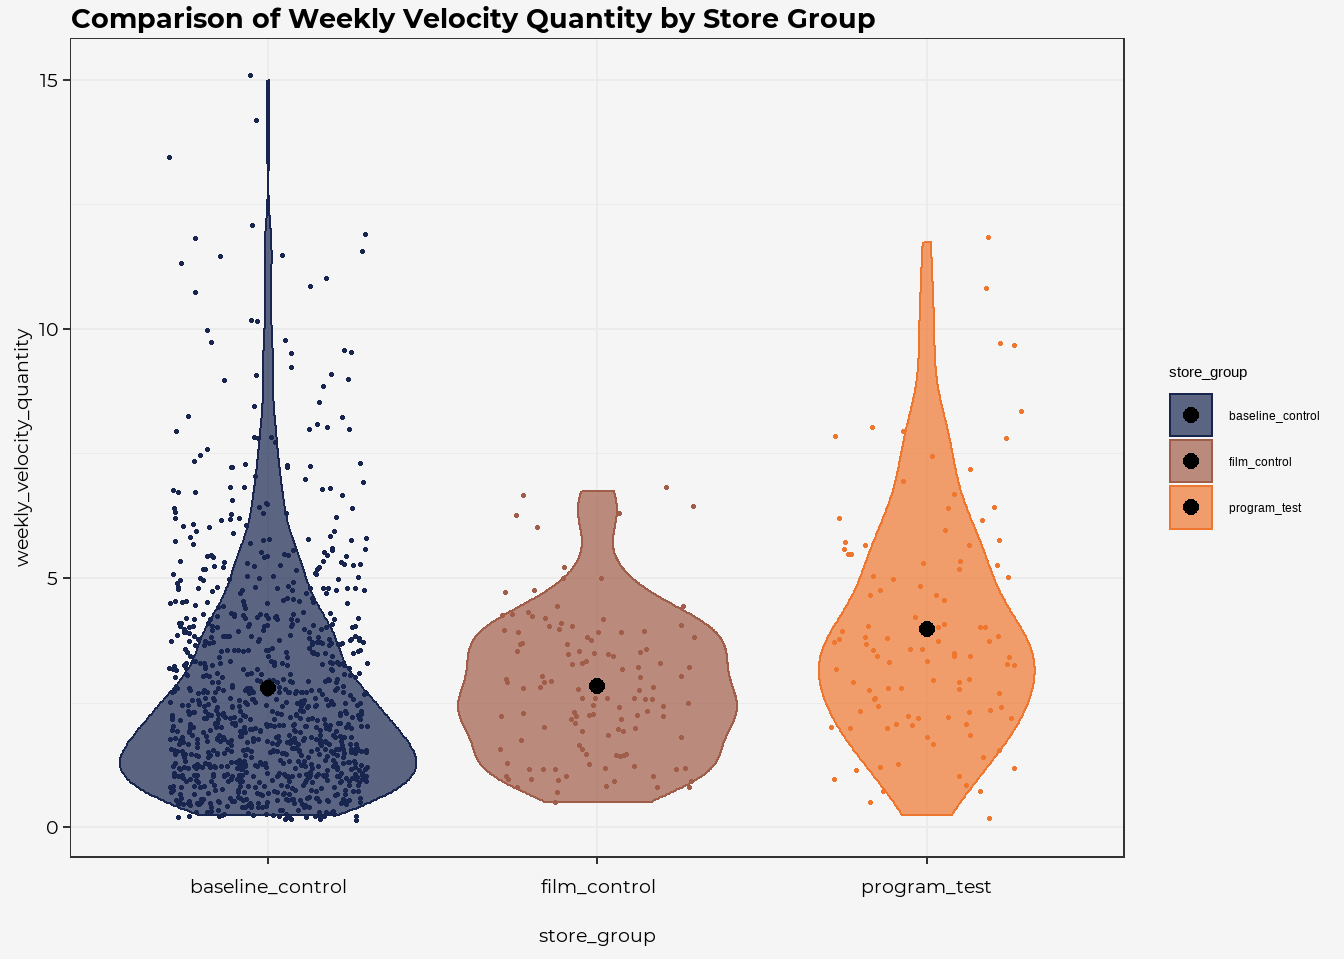 Comparison of Weekly Velocity Quantity by Store Group
weekly_velocity_quantity
15
10
5
0
baseline_control
film_control
program_test
store_group
store_group
baseline_control
film_control
program_test